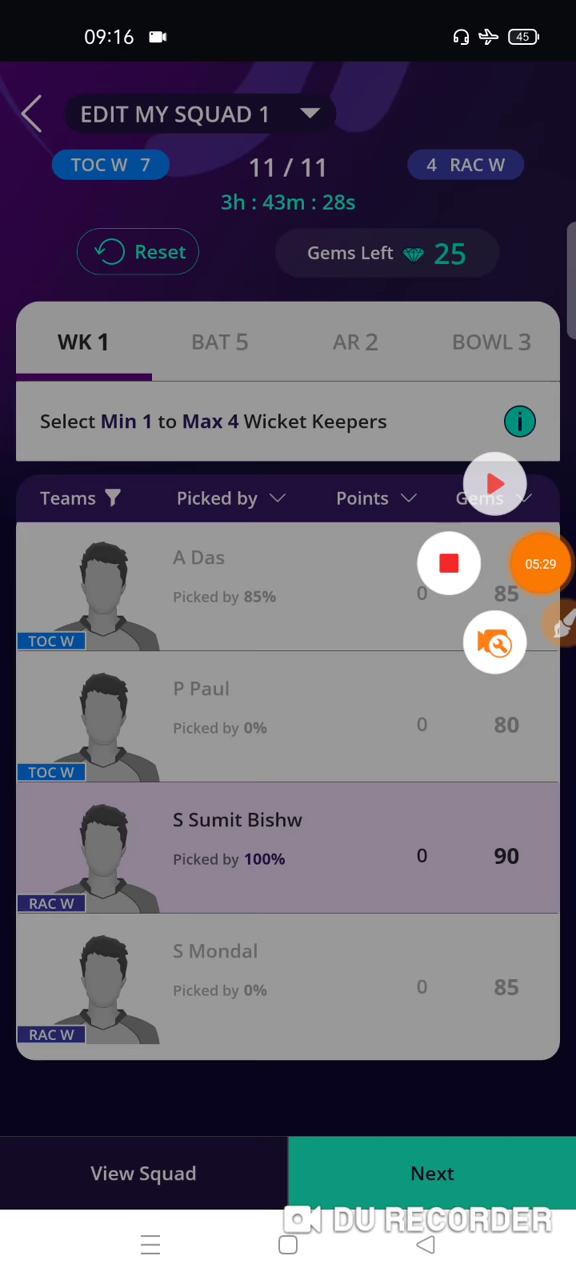 09:16 45
EDIT MY SQUAD 1
TOC W 7 11 / 11 4 RAC W
3h : 43m : 28s
Reset Gems Left 25
WK 1 BAT 5 AR 2 BOWL 3
Select Min 1 to Max 4 Wicket Keepers i
Teams Picked by Points Gems
A Das
Picked by 85% 0 85
TOC W
05:29
P Paul
Picked by 0% 0 80
TOC W
S Sumit Bishw
Picked by 100% 0 90
RAC W
S Mondal
Picked by 0% 0 85
RAC W
View Squad Next
DU RECORDER